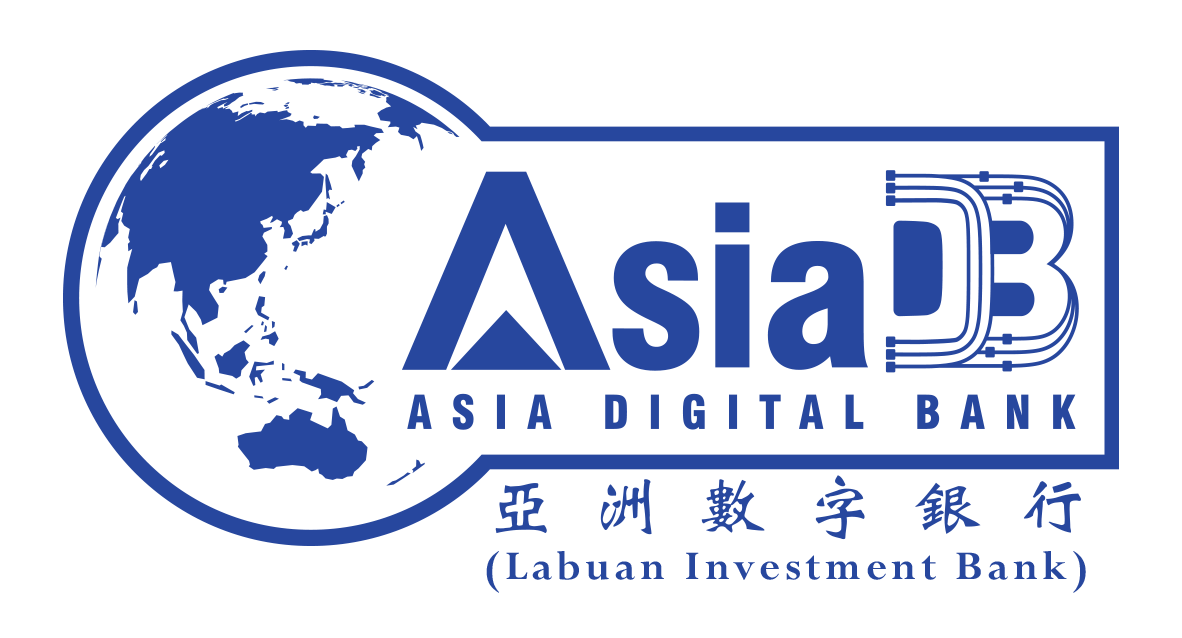 AsiaDB
ASIA DIGITAL BANK
亞洲數字銀行
(Labuan Investment Bank)